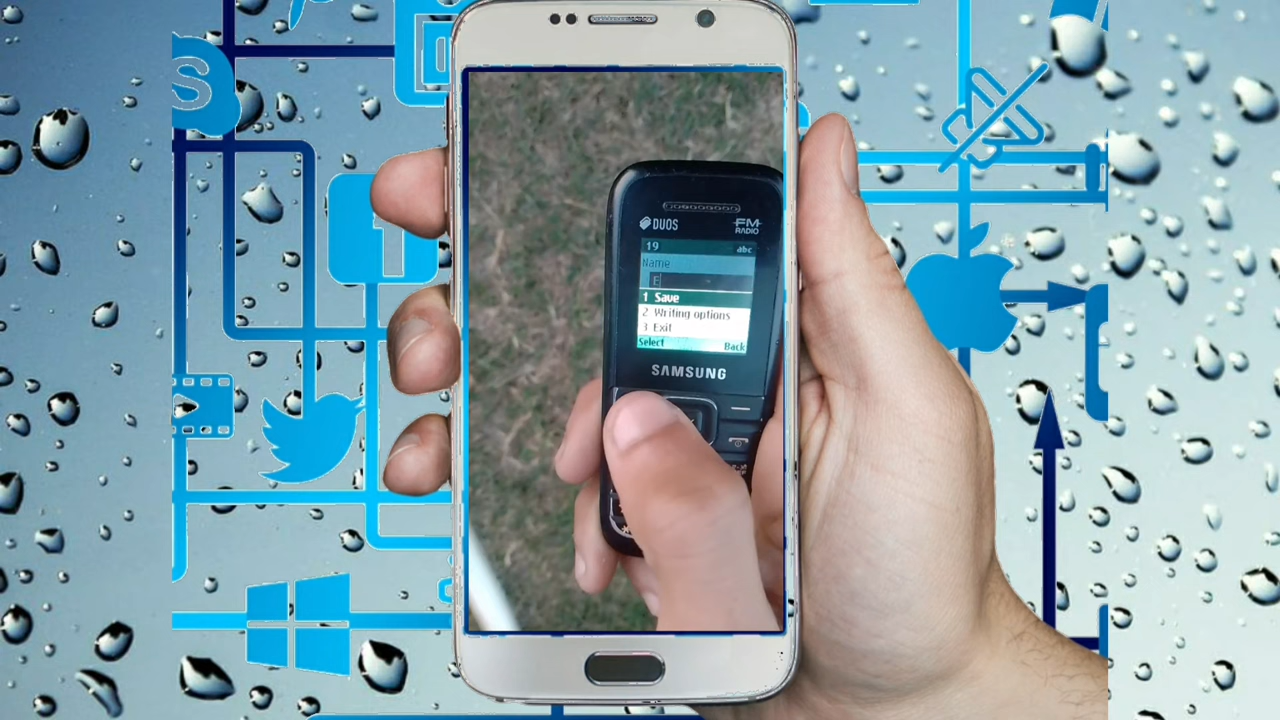 DUOS
FM
RADIO
19 abc
Name
E
1 Save
2 Writing options
3 Exit
Select Back
SAMSUNG